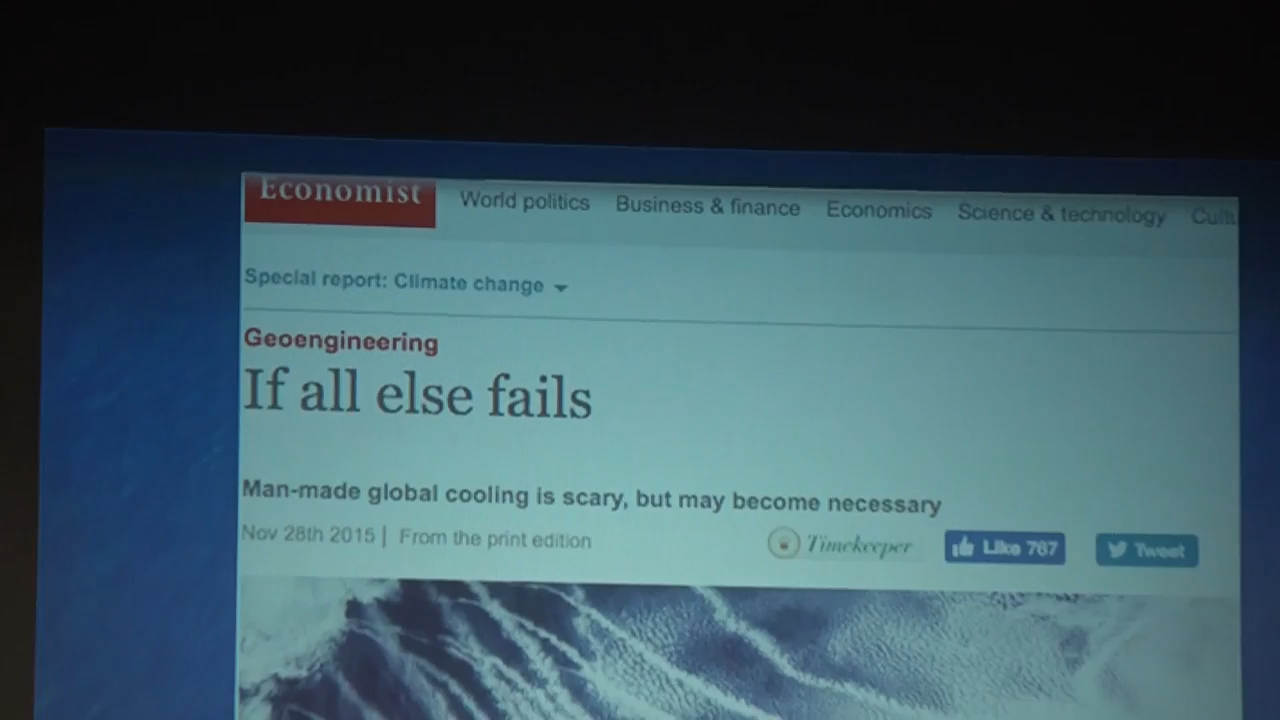 Economist
World politics Business & finance Economics Science & technology
Special report: Climate change
Geoengineering
If all else fails
Man-made global cooling is scary, but may become necessary
Nov 28th 2015 | From the print edition
Timekeeper Like 767 Tweet